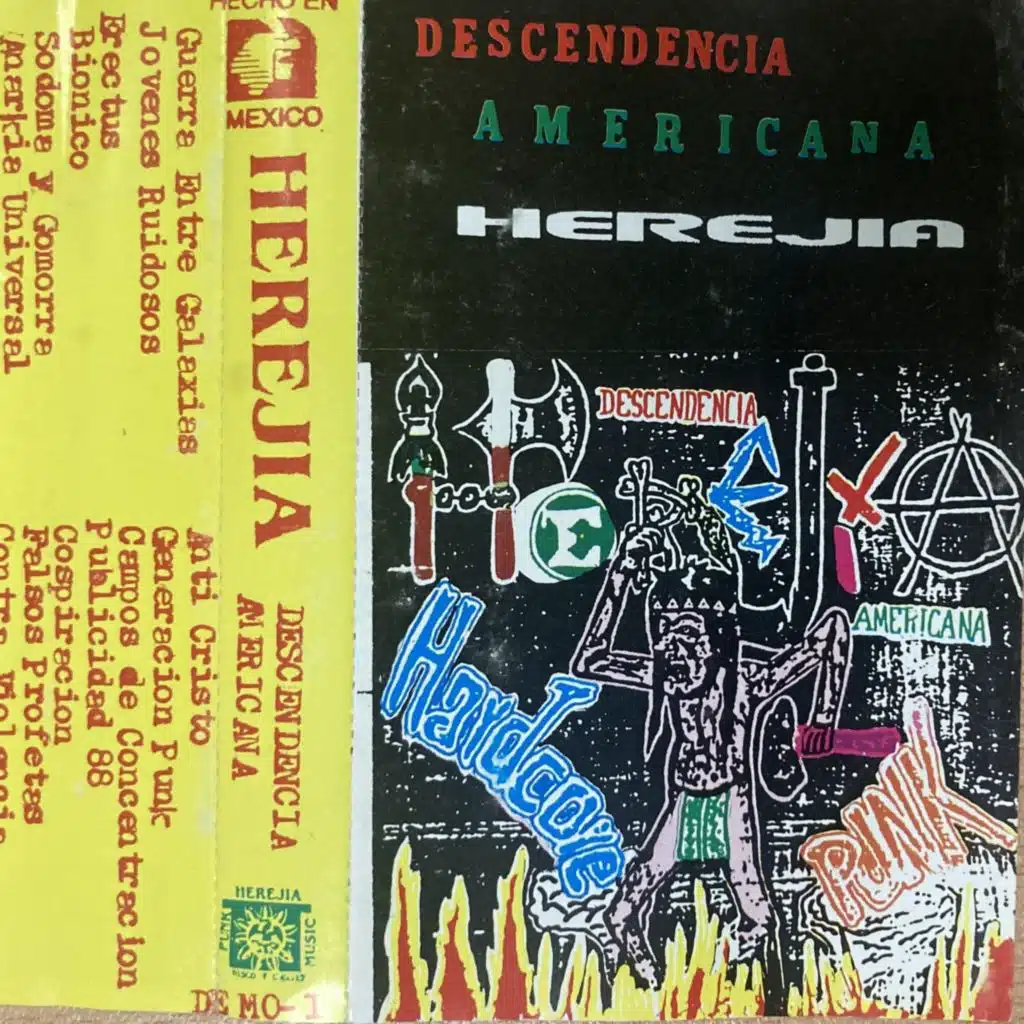 HECHO EN
MEXICO
Guerra Entre Galaxias
Jovenes Ruidosos
Erectus
Bionico
Sodoma y Gomorra
Anarkia Universal
Anti Cristo
Generacion Punk
Campos de Concentracion
Publicidad 88
Cospiracion
Falsos Profetas
HEREJIA
DESCENDENCIA
AMERICANA
HEREJIA
PUNK
MUSIC
DEMO-1
DESCENDENCIA
AMERICANA
HEREJIA
HEREJIA
DESCENDENCIA
AMERICANA
Hardcore
PUNK